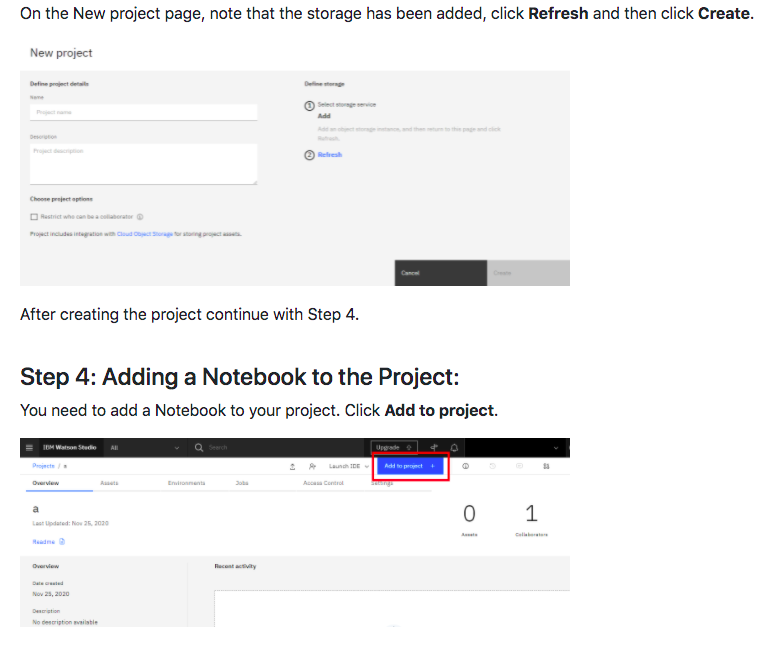 On the New project page, note that the storage has been added, click Refresh and then click Create.
New project
Define project details
Define storage
Name
Project name
1 Select storage service
Add
Add an object storage instance, and then return to this page and click
Refresh.
Description
Project description
2 Refresh
Choose project options
Restrict who can be a collaborator
Project includes integration with Cloud Object Storage for storing project assets.
Cancel
Create
After creating the project continue with Step 4.
Step 4: Adding a Notebook to the Project:
You need to add a Notebook to your project. Click Add to project.
IBM Watson Studio
All
Search
Upgrade
Projects / a
Launch IDE
Add to project +
Overview
Assets
Environments
Jobs
Access Control
Settings
a
Last Updated: Nov 25, 2020
Readme
0
Assets
1
Collaborators
Overview
Recent activity
Date created
Nov 25, 2020
Description
No description available